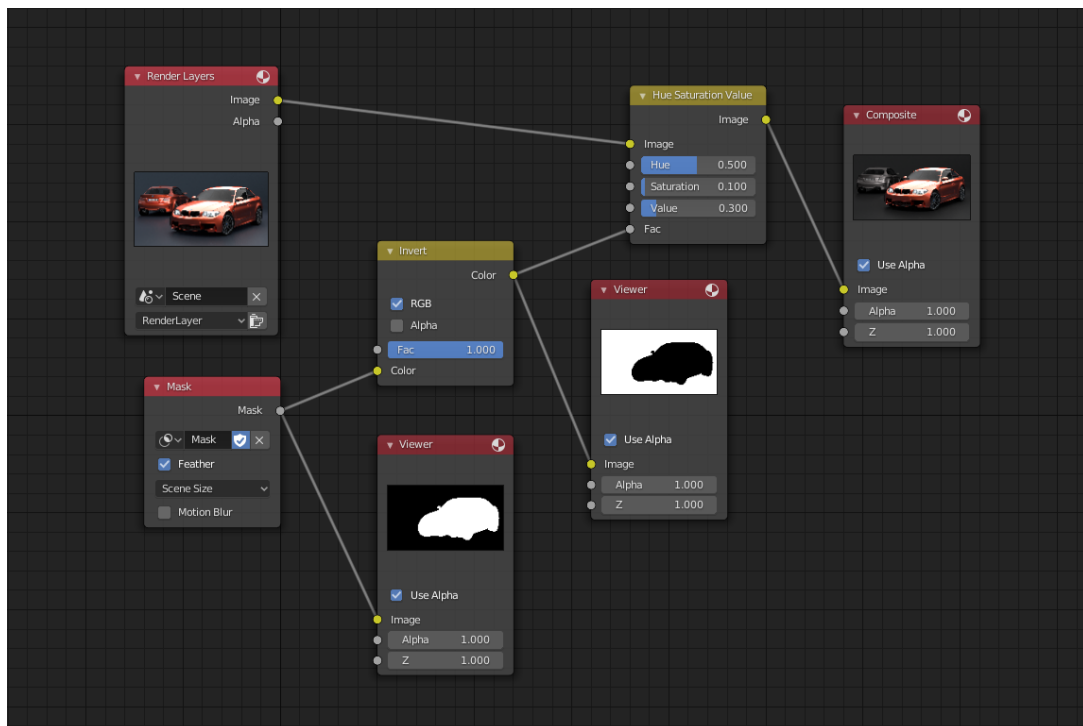 Render Layers
Image
Alpha
Scene
RenderLayer
Mask
Mask
Mask
Feather
Scene Size
Motion Blur
Invert
Color
RGB
Alpha
Fac 1.000
Color
Viewer
Use Alpha
Image
Alpha 1.000
Z 1.000
Hue Saturation Value
Image
Image
Hue 0.500
Saturation 0.100
Value 0.300
Fac
Viewer
Use Alpha
Image
Alpha 1.000
Z 1.000
Composite
Use Alpha
Image
Alpha 1.000
Z 1.000